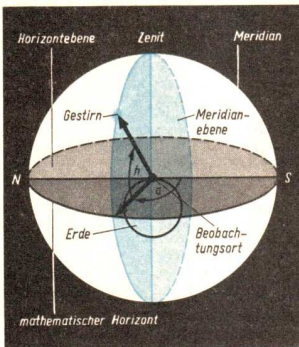 Horizontebene
Zenit
Meridian
Gestirn
Meridian-
ebene
h
a
N
S
Erde
Beobach-
tungsort
mathematischer Horizont